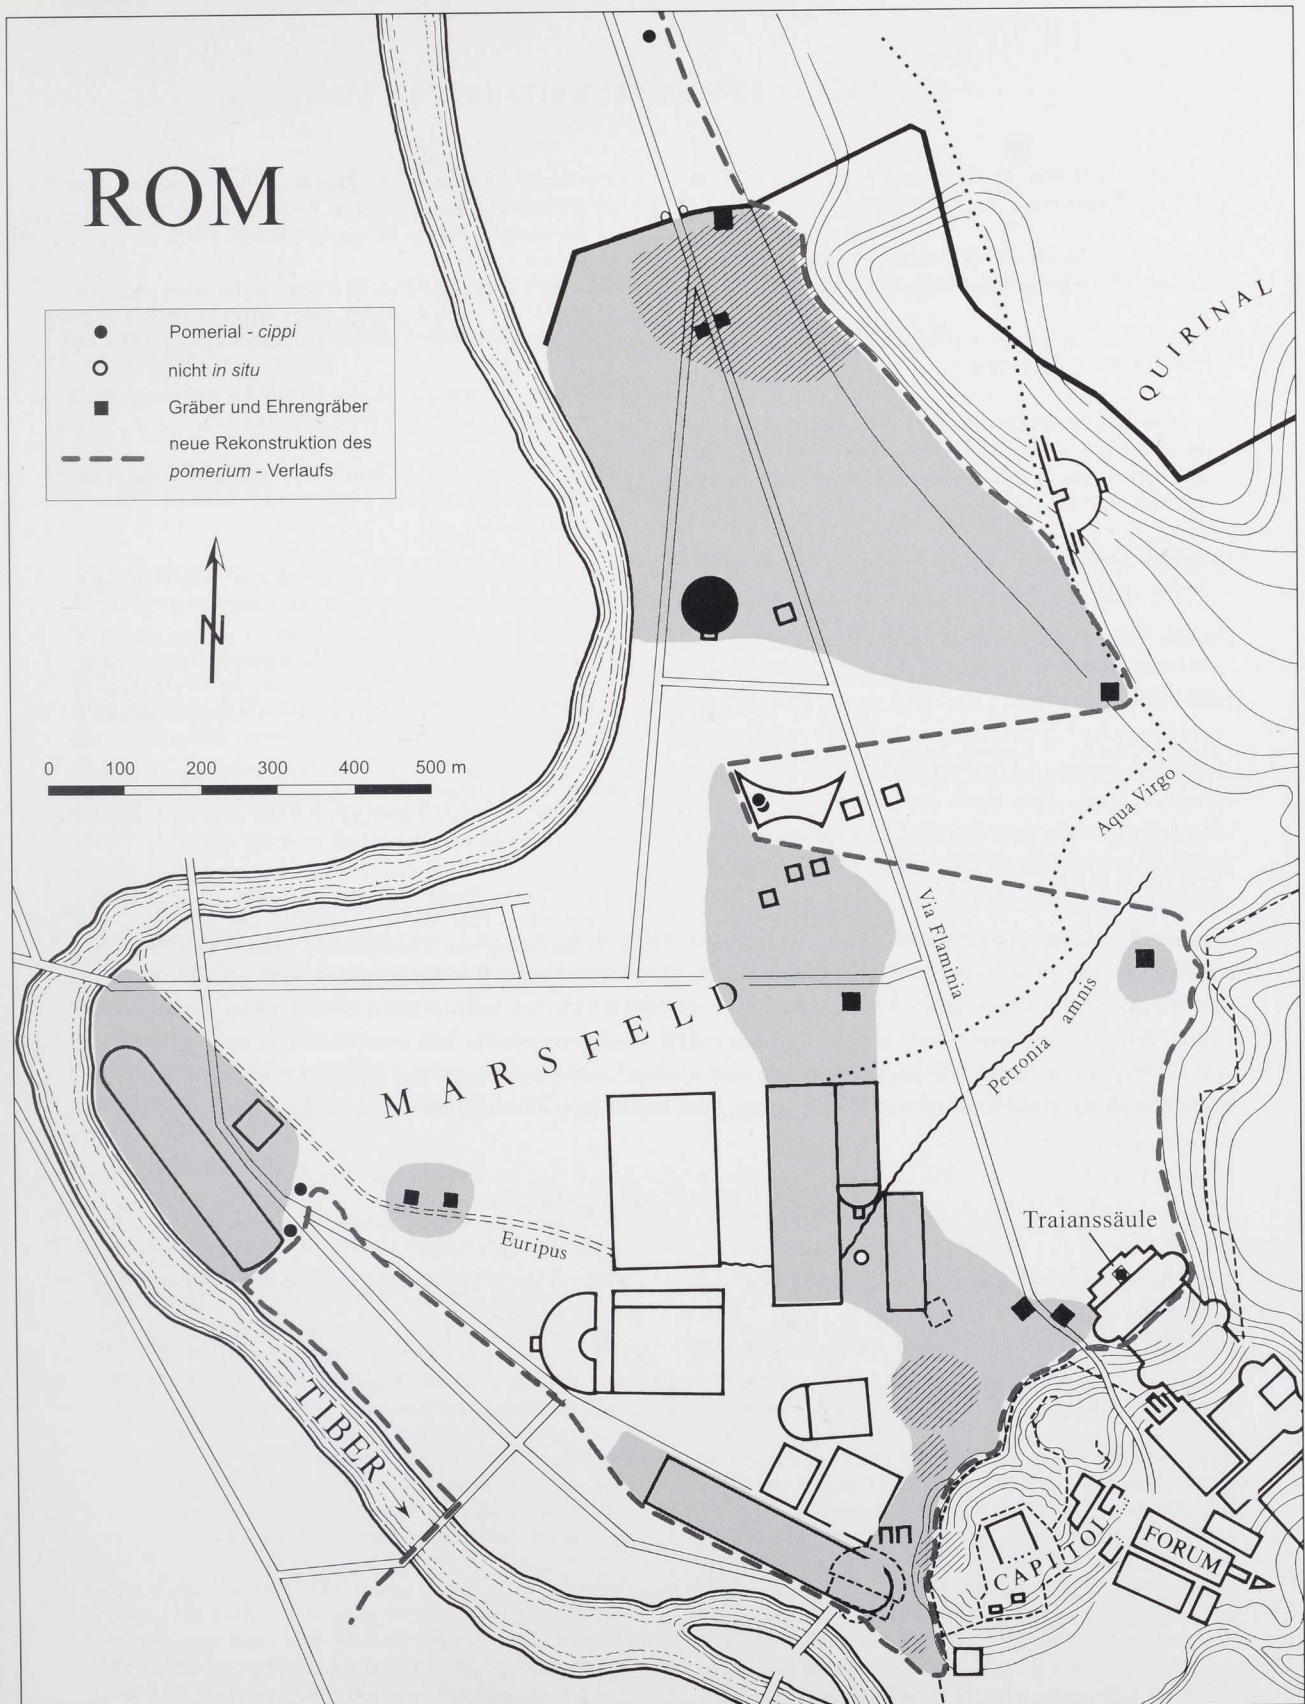 ROM
Pomerial - cippi
nicht in situ
Gräber und Ehrengräber
neue Rekonstruktion des
pomerium - Verlaufs
QUIRINAL
N
0 100 200 300 400 500 m
Aqua Virgo
Via Flaminia
MARSFELD
Petronia amnis
Euripus
Traianssäule
TIBER
CAPITOL
FORUM